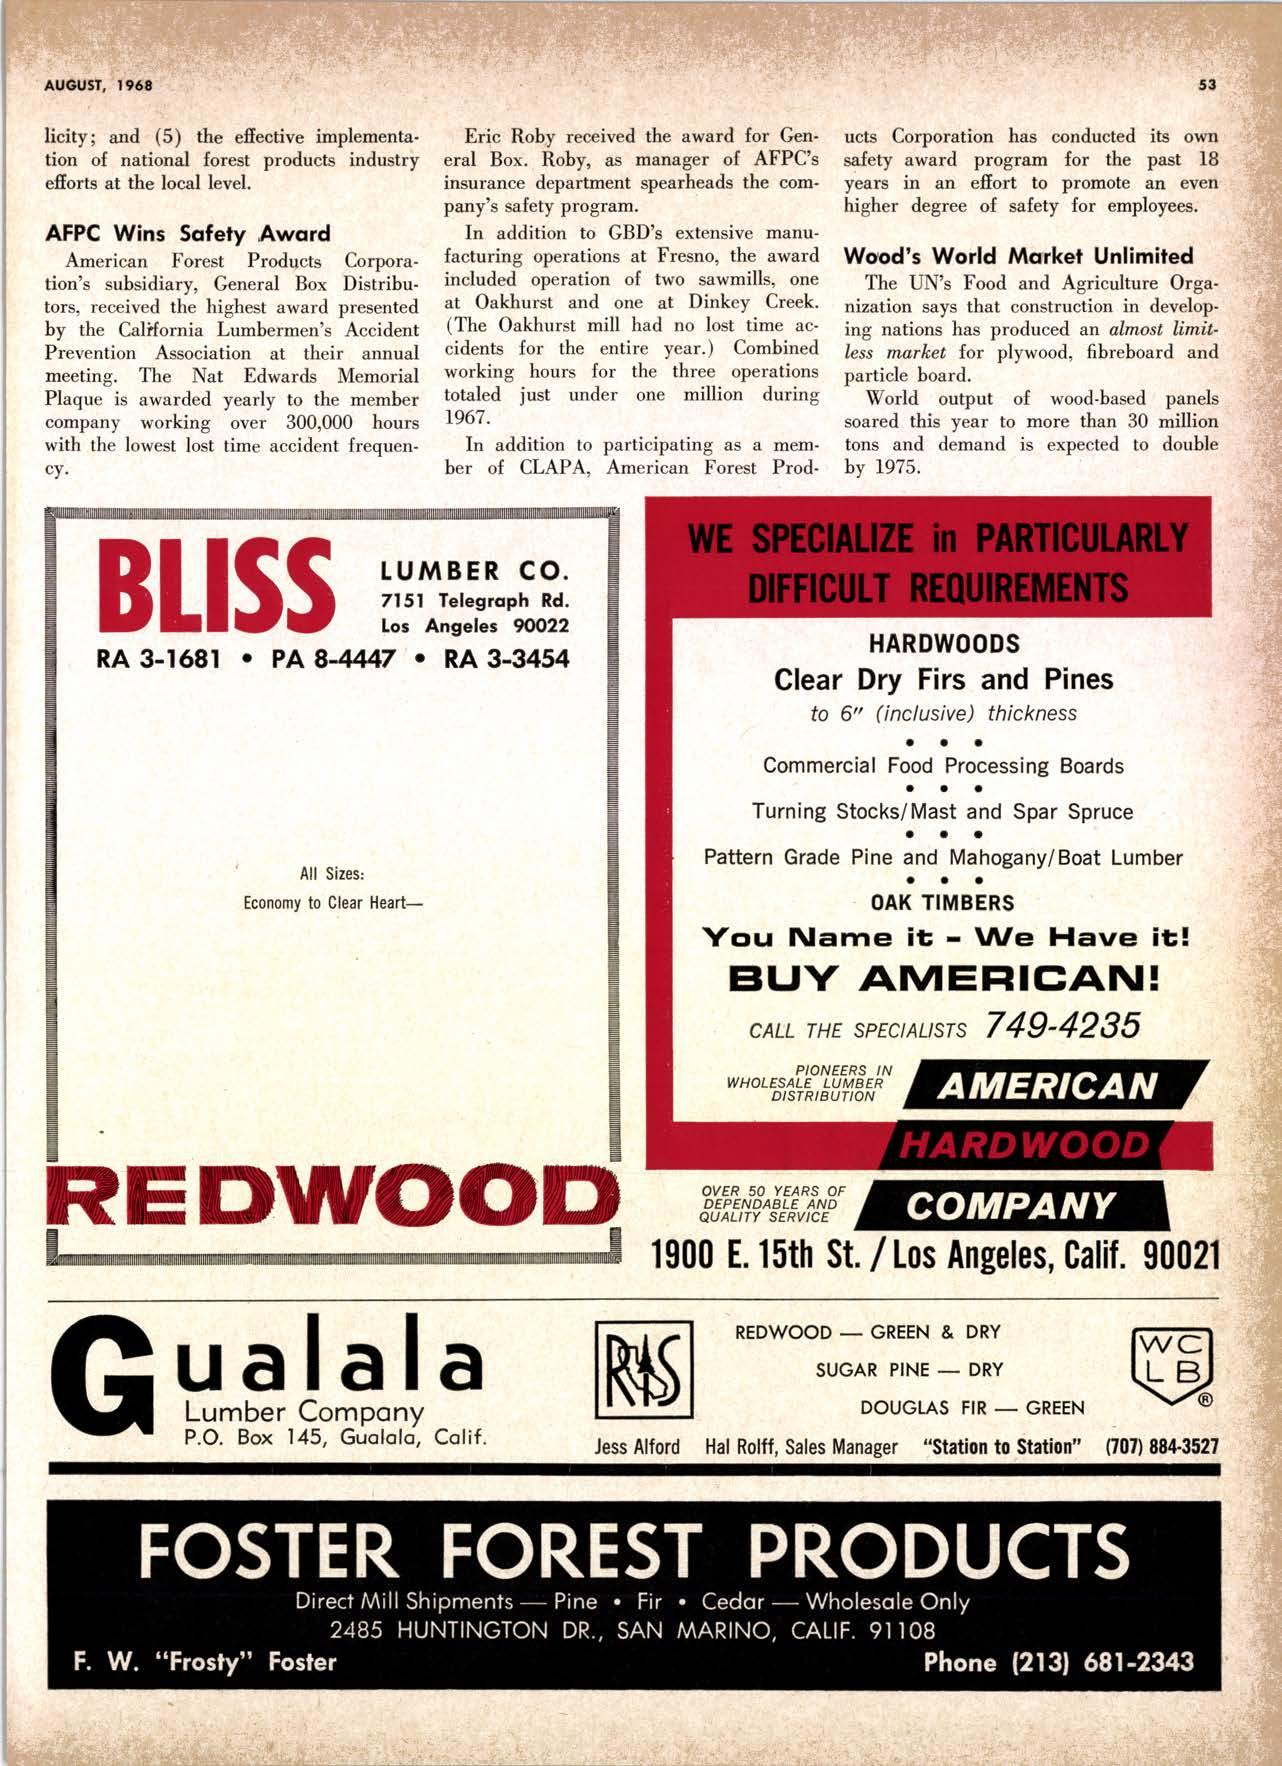 AUGUST, 1968
53
licity; and (5) the effective implementa-
tion of national forest products industry
efforts at the local level.
AFPC Wins Safety Award
American Forest Products Corpora-
tion's subsidiary, General Box Distribu-
tors, received the highest award presented
by the California Lumbermen's Accident
Prevention Association at their annual
meeting. The Nat Edwards Memorial
Plaque is awarded yearly to the member
company working over 300,000 hours
with the lowest lost time accident frequen-
cy.
Eric Roby received the award for Gen-
eral Box. Roby, as manager of AFPC's
insurance department spearheads the com-
pany's safety program.
In addition to GBD's extensive manu-
facturing operations at Fresno, the award
included operation of two sawmills, one
at Oakhurst and one at Dinkey Creek.
(The Oakhurst mill had no lost time ac-
cidents for the entire year.) Combined
working hours for the three operations
totaled just under one million during
1967.
In addition to participating as a mem-
ber of CLAPA, American Forest Prod-
ucts Corporation has conducted its own
safety award program for the past 18
years in an effort to promote an even
higher degree of safety for employees.
Wood's World Market Unlimited
The UN's Food and Agriculture Orga-
nization says that construction in develop-
ing nations has produced an almost limit-
less market for plywood, fibreboard and
particle board.
World output of wood-based panels
soared this year to more than 30 million
tons and demand is expected to double
by 1975.
BLISS
LUMBER CO.
7151 Telegraph Rd.
Los Angeles 90022
RA 3-1681 • PA 8-4447 • RA 3-3454
All Sizes:
Economy to Clear Heart—
REDWOOD
WE SPECIALIZE in PARTICULARLY
DIFFICULT REQUIREMENTS
HARDWOODS
Clear Dry Firs and Pines
to 6" (inclusive) thickness
• • •
Commercial Food Processing Boards
• • •
Turning Stocks/Mast and Spar Spruce
• • •
Pattern Grade Pine and Mahogany/Boat Lumber
• • •
OAK TIMBERS
You Name it - We Have it!
BUY AMERICAN!
CALL THE SPECIALISTS 749-4235
PIONEERS IN
WHOLESALE LUMBER
DISTRIBUTION
AMERICAN
HARDWOOD
COMPANY
OVER 50 YEARS OF
DEPENDABLE AND
QUALITY SERVICE
1900 E. 15th St. / Los Angeles, Calif. 90021
Gualala
Lumber Company
P.O. Box 145, Gualala, Calif.
RIS
REDWOOD — GREEN & DRY
SUGAR PINE — DRY
DOUGLAS FIR — GREEN
WC
LB
®
Jess Alford Hal Rolff, Sales Manager "Station to Station" (707) 884-3527
FOSTER FOREST PRODUCTS
Direct Mill Shipments — Pine • Fir • Cedar — Wholesale Only
2485 HUNTINGTON DR., SAN MARINO, CALIF. 91108
F. W. "Frosty" Foster
Phone (213) 681-2343